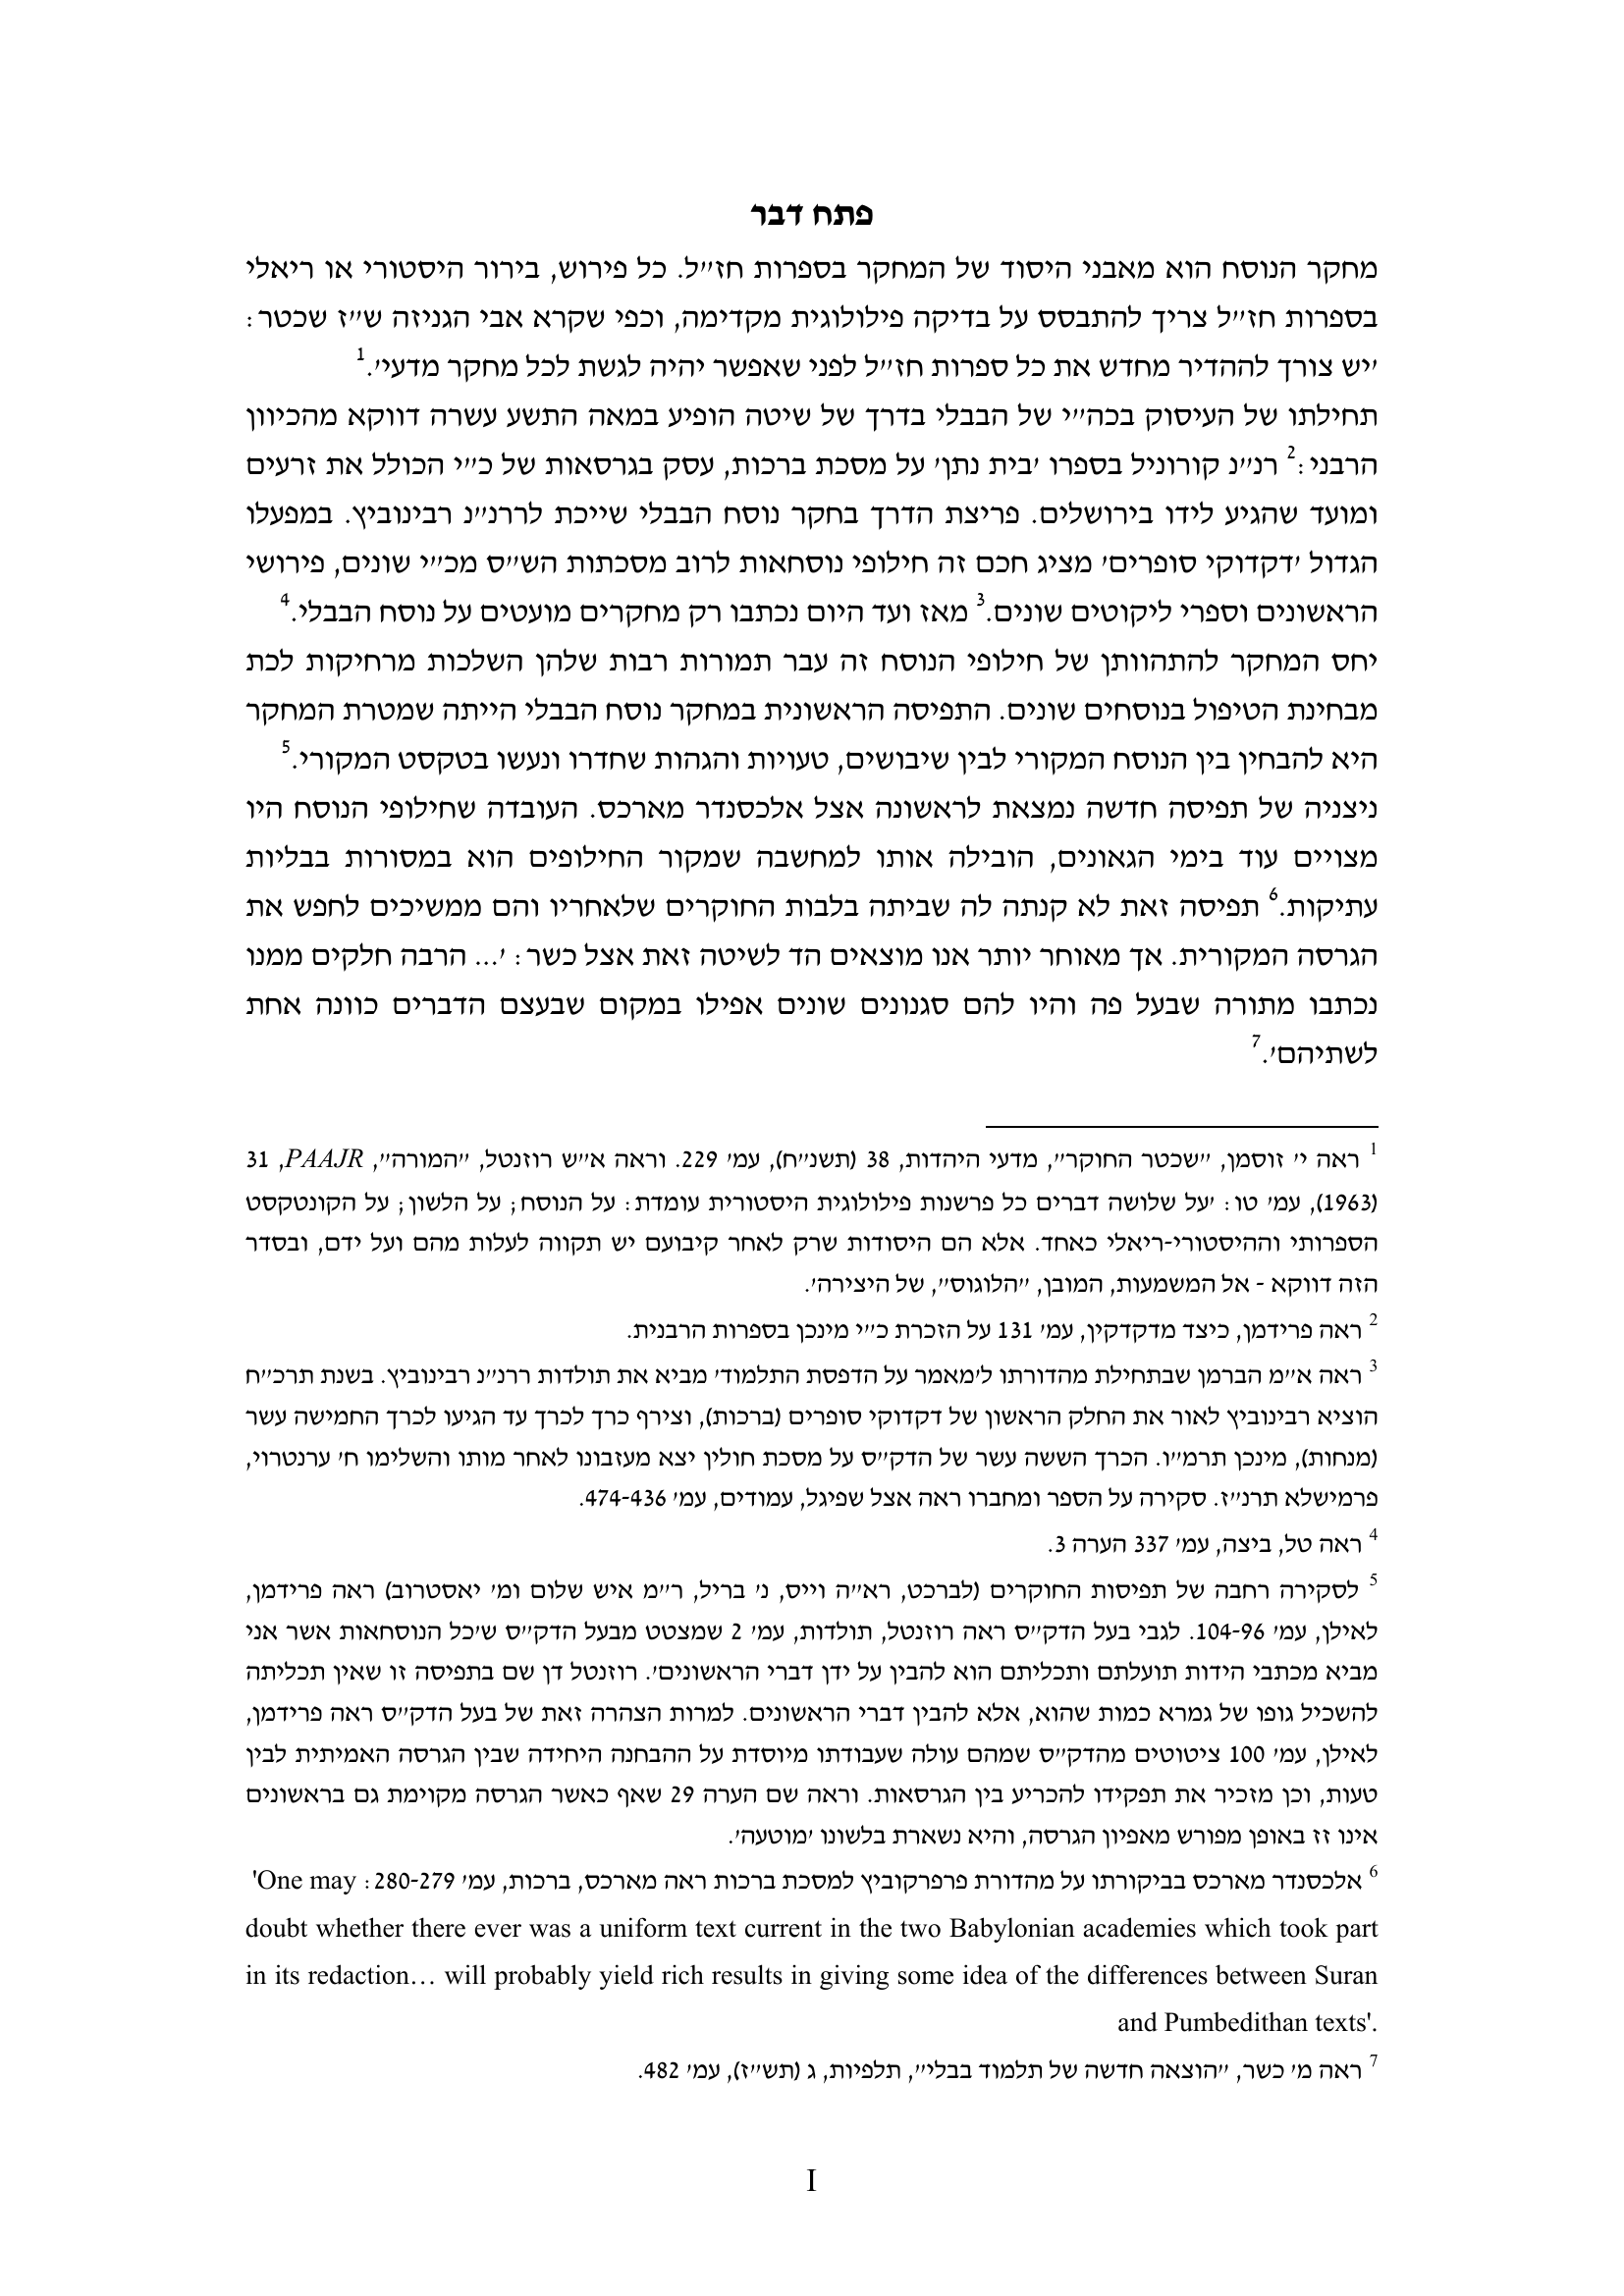 פתח דבר
מחקר הנוסח הוא מאבני היסוד של המחקר בספרות חז״ל. כל פירוש, בירור היסטורי או ריאלי
בספרות חז״ל צריך להתבסס על בדיקה פילולוגית מקדימה, וכפי שקרא אבי הגניזה ש״ז שכטר:
׳יש צורך לההדיר מחדש את כל ספרות חז״ל לפני שאפשר יהיה לגשת לכל מחקר מדעי׳.1
תחילתו של העיסוק בכה״י של הבבלי בדרך של שיטה הופיע במאה התשע עשרה דווקא מהכיוון
הרבני:2 רנ״נ קורוניל בספרו ׳בית נתן׳ על מסכת ברכות, עסק בגרסאות של כ״י הכולל את זרעים
ומועד שהגיע לידו בירושלים. פריצת הדרך בחקר נוסח הבבלי שייכת לררנ״נ רבינוביץ. במפעלו
הגדול ׳דקדוקי סופרים׳ מציג חכם זה חילופי נוסחאות לרוב מסכתות הש״ס מכ״י שונים, פירושי
הראשונים וספרי ליקוטים שונים.3 מאז ועד היום נכתבו רק מחקרים מועטים על נוסח הבבלי.4
יחס המחקר להתהוותן של חילופי הנוסח זה עבר תמורות רבות שלהן השלכות מרחיקות לכת
מבחינת הטיפול בנוסחים שונים. התפיסה הראשונית במחקר נוסח הבבלי הייתה שמטרת המחקר
היא להבחין בין הנוסח המקורי לבין שיבושים, טעויות והגהות שחדרו ונעשו בטקסט המקורי.5
ניצניה של תפיסה חדשה נמצאת לראשונה אצל אלכסנדר מארכס. העובדה שחילופי הנוסח היו
מצויים עוד בימי הגאונים, הובילה אותו למחשבה שמקור החילופים הוא במסורות בבליות
עתיקות.6 תפיסה זאת לא קנתה לה שביתה בלבות החוקרים שלאחריו והם ממשיכים לחפש את
הגרסה המקורית. אך מאוחר יותר אנו מוצאים הד לשיטה זאת אצל כשר: ׳... הרבה חלקים ממנו
נכתבו מתורה שבעל פה והיו להם סגנונים שונים אפילו במקום שבעצם הדברים כוונה אחת
לשתיהם׳.7
1 ראה י׳ זוסמן, ״שכטר החוקר״, מדעי היהדות, 38 (תשנ״ח), עמ׳ 229. וראה א״ש רוזנטל, ״המורה״, PAAJR, 31
(1963), עמ׳ טו: ׳על שלושה דברים כל פרשנות פילולוגית היסטורית עומדת: על הנוסח; על הלשון; על הקונטקסט
הספרותי וההיסטורי-ריאלי כאחד. אלא הם היסודות שרק לאחר קיבועם יש תקווה לעלות מהם ועל ידם, ובסדר
הזה דווקא - אל המשמעות, המובן, ״הלוגוס״, של היצירה׳.
2 ראה פרידמן, כיצד מדקדקין, עמ׳ 131 על הזכרת כ״י מינכן בספרות הרבנית.
3 ראה א״מ הברמן שבתחילת מהדורתו ל׳מאמר על הדפסת התלמוד׳ מביא את תולדות ררנ״נ רבינוביץ. בשנת תרכ״ח
הוציא רבינוביץ לאור את החלק הראשון של דקדוקי סופרים (ברכות), וצירף כרך לכרך עד הגיעו לכרך החמישה עשר
(מנחות), מינכן תרמ״ו. הכרך הששה עשר של הדק״ס על מסכת חולין יצא מעזבונו לאחר מותו והשלימו ח׳ ערנטרוי,
פרמישלא תרנ״ז. סקירה על הספר ומחברו ראה אצל שפיגל, עמודים, עמ׳ 474-436.
4 ראה טל, ביצה, עמ׳ 337 הערה 3.
5 לסקירה רחבה של תפיסות החוקרים (לברכט, רא״ה וייס, נ׳ בריל, ר״מ איש שלום ומ׳ יאסטרוב) ראה פרידמן,
לאילן, עמ׳ 104-96. לגבי בעל הדק״ס ראה רוזנטל, תולדות, עמ׳ 2 שמצטט מבעל הדק״ס ש׳כל הנוסחאות אשר אני
מביא מכתבי הידות תועלתם ותכליתם הוא להבין על ידן דברי הראשונים׳. רוזנטל דן שם בתפיסה זו שאין תכליתה
להשכיל גופו של גמרא כמות שהוא, אלא להבין דברי הראשונים. למרות הצהרה זאת של בעל הדק״ס ראה פרידמן,
לאילן, עמ׳ 100 ציטוטים מהדק״ס שמהם עולה שעבודתו מיוסדת על ההבחנה היחידה שבין הגרסה האמיתית לבין
טעות, וכן מזכיר את תפקידו להכריע בין הגרסאות. וראה שם הערה 29 שאף כאשר הגרסה מקוימת גם בראשונים
אינו זז באופן מפורש מאפיון הגרסה, והיא נשארת בלשונו ׳מוטעה׳.
6 אלכסנדר מארכס בביקורתו על מהדורת פרפרקוביץ למסכת ברכות ראה מארכס, ברכות, עמ׳ 280-279: 'One may
doubt whether there ever was a uniform text current in the two Babylonian academies which took part
in its redaction… will probably yield rich results in giving some idea of the differences between Suran
and Pumbedithan texts'.
7 ראה מ׳ כשר, ״הוצאה חדשה של תלמוד בבלי״, תלפיות, ג (תש״ז), עמ׳ 482.
I